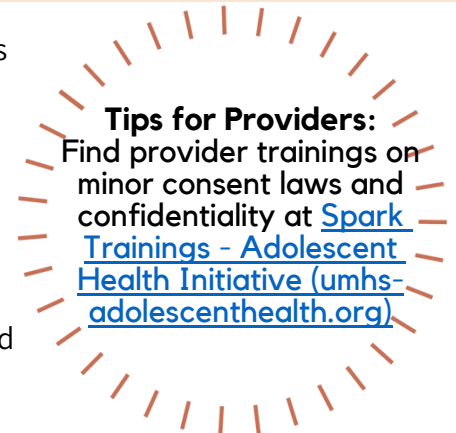 s
Tips for Providers:
Find provider trainings on
minor consent laws and
confidentiality at Spark
Trainings - Adolescent
Health Initiative (umhs-
adolescenthealth.org)
d